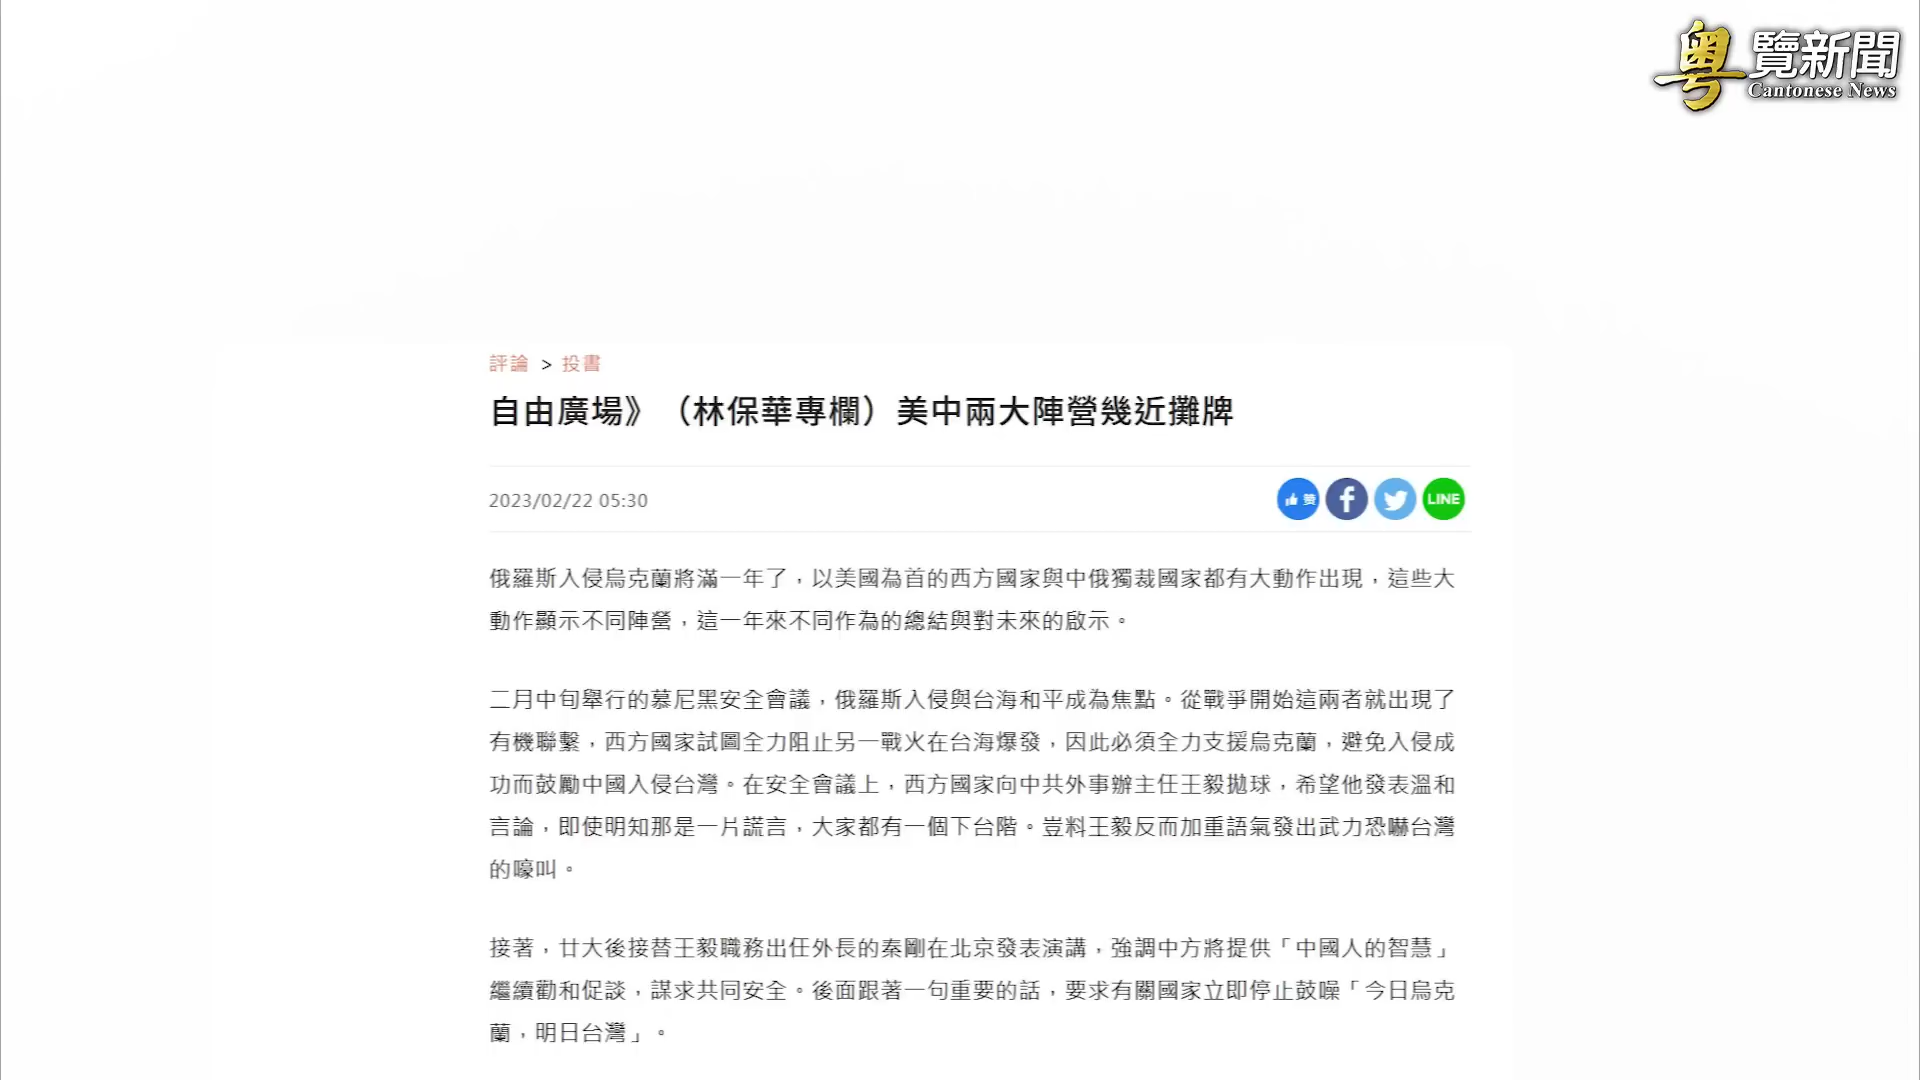 粵覽新聞
Cantonese News
評論 > 投書
自由廣場》（林保華專欄）美中兩大陣營幾近攤牌
2023/02/22 05:30
赞
LINE
俄羅斯入侵烏克蘭將滿一年了，以美國為首的西方國家與中俄獨裁國家都有大動作出現，這些大
動作顯示不同陣營，這一年來不同作為的總結與對未來的啟示。
二月中旬舉行的慕尼黑安全會議，俄羅斯入侵與台海和平成為焦點。從戰爭開始這兩者就出現了
有機聯繫，西方國家試圖全力阻止另一戰火在台海爆發，因此必須全力支援烏克蘭，避免入侵成
功而鼓勵中國入侵台灣。在安全會議上，西方國家向中共外事辦主任王毅拋球，希望他發表溫和
言論，即使明知那是一片謊言，大家都有一個下台階。豈料王毅反而加重語氣發出武力恐嚇台灣
的嚎叫。
接著，廿大後接替王毅職務出任外長的秦剛在北京發表演講，強調中方將提供「中國人的智慧」
繼續勸和促談，謀求共同安全。後面跟著一句重要的話，要求有關國家立即停止鼓噪「今日烏克
蘭，明日台灣」。